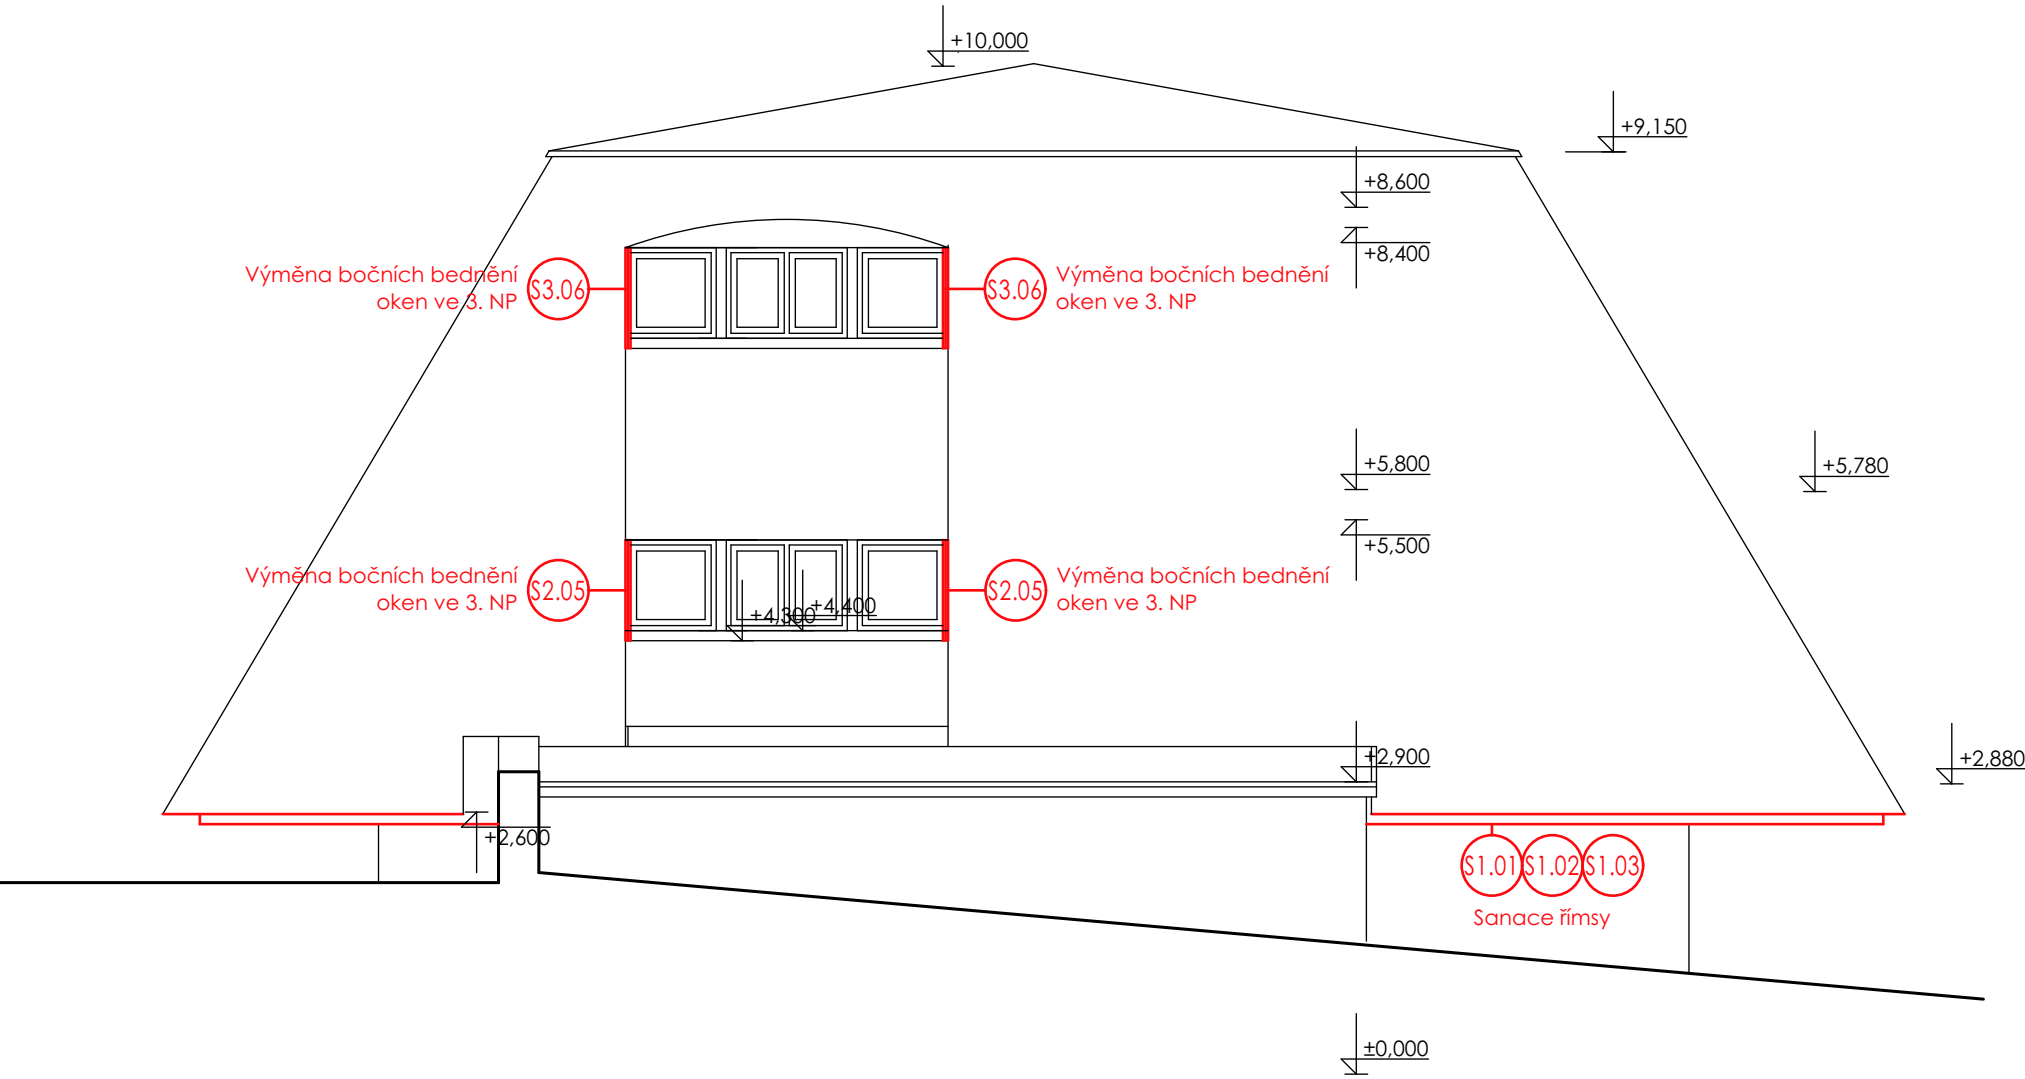 +10,000
+9,150
+8,600
+8,400
Výměna bočních bednění
oken ve 3. NP
S3.06
S3.06
Výměna bočních bednění
oken ve 3. NP
+5,800
+5,780
+5,500
Výměna bočních bednění
oken ve 3. NP
S2.05
S2.05
Výměna bočních bednění
oken ve 3. NP
+4,300
+4,400
+2,900
+2,880
+2,600
S1.01
S1.02
S1.03
Sanace římsy
±0,000